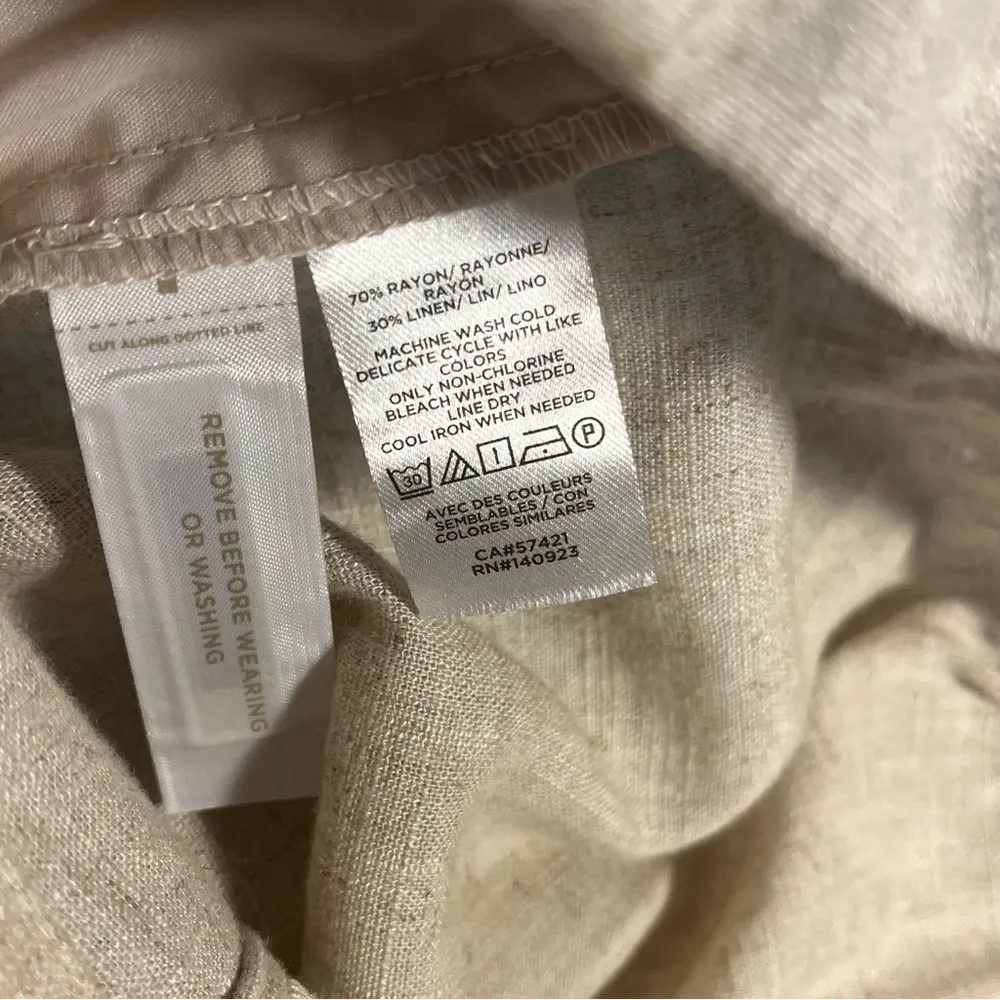 CUT ALONG DOTTED LINE
REMOVE BEFORE WEARING
OR WASHING
70% RAYON/ RAYONNE/
RAYON
30% LINEN/ LIN/ LINO
MACHINE WASH COLD
DELICATE CYCLE WITH LIKE
COLORS
ONLY NON-CHLORINE
BLEACH WHEN NEEDED
LINE DRY
COOL IRON WHEN NEEDED
30 P
AVEC DES COULEURS
SEMBLABLES / CON
COLORES SIMILARES
CA#57421
RN#140923